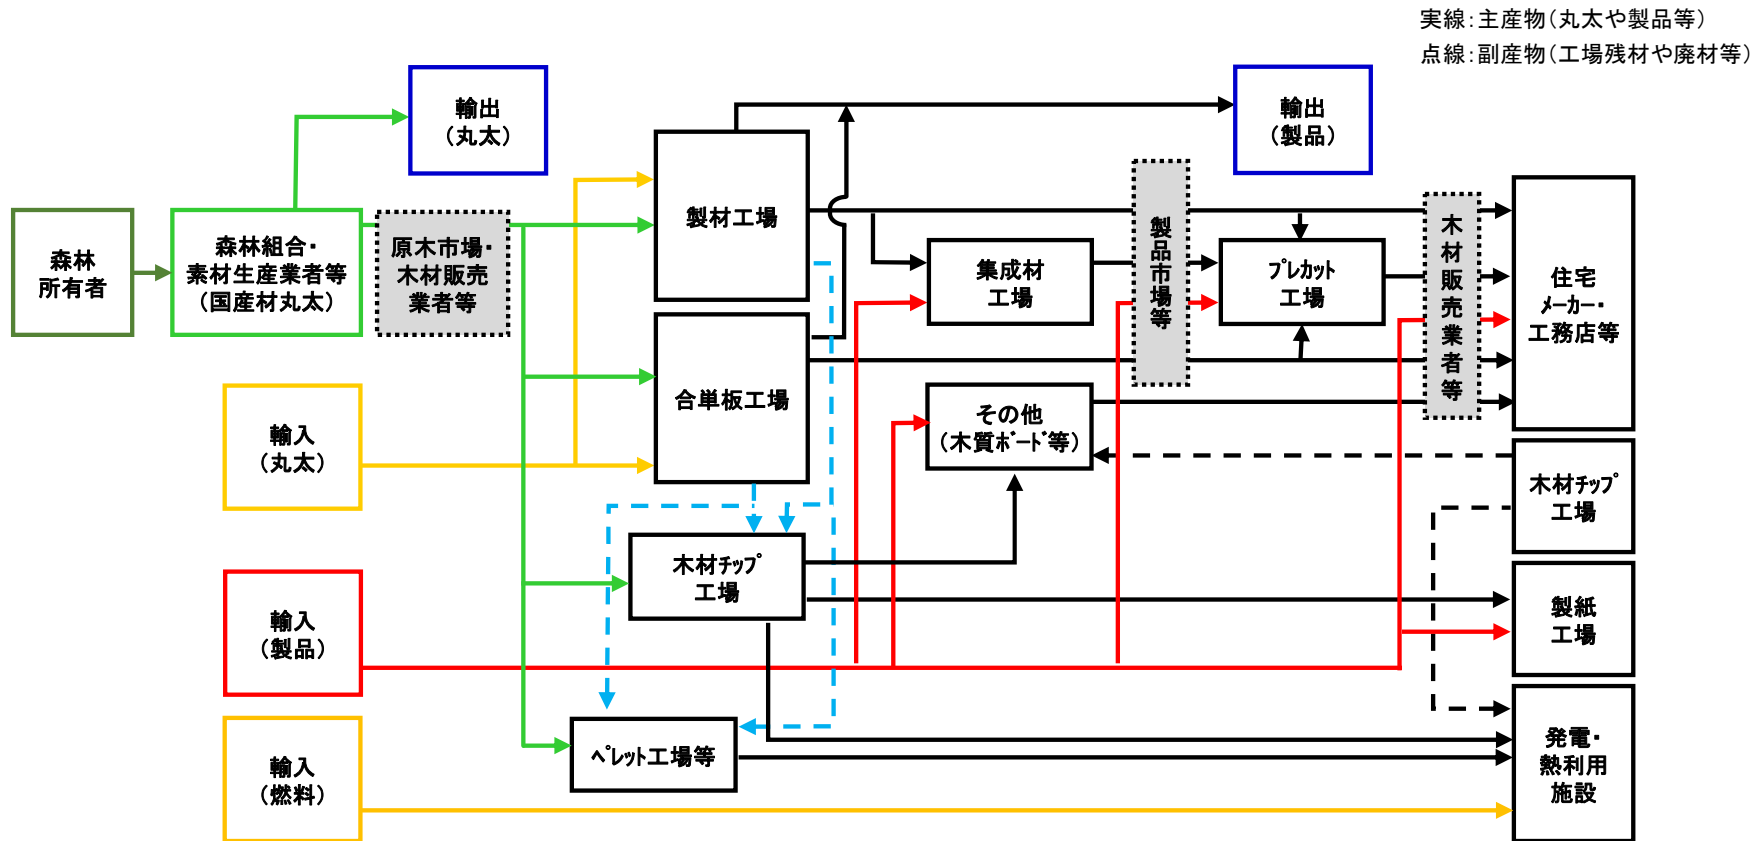 実線：主産物（丸太や製品等）
点線：副産物（工場残材や廃材等）
輸出
（丸太）
輸出
（製品）
森林
所有者
森林組合・
素材生産業者等
（国産材丸太）
原木市場・
木材販売
業者等
製材工場
合単板工場
集成材
工場
製品市場等
ﾌﾟﾚｶｯﾄ
工場
木材販売業者等
住宅
ﾒｰｶｰ・
工務店等
その他
（木質ﾎﾞｰﾄﾞ等）
輸入
（丸太）
木材ﾁｯﾌﾟ
工場
木材ﾁｯﾌﾟ
工場
輸入
（製品）
製紙
工場
ﾍﾟﾚｯﾄ工場等
輸入
（燃料）
発電・
熱利用
施設